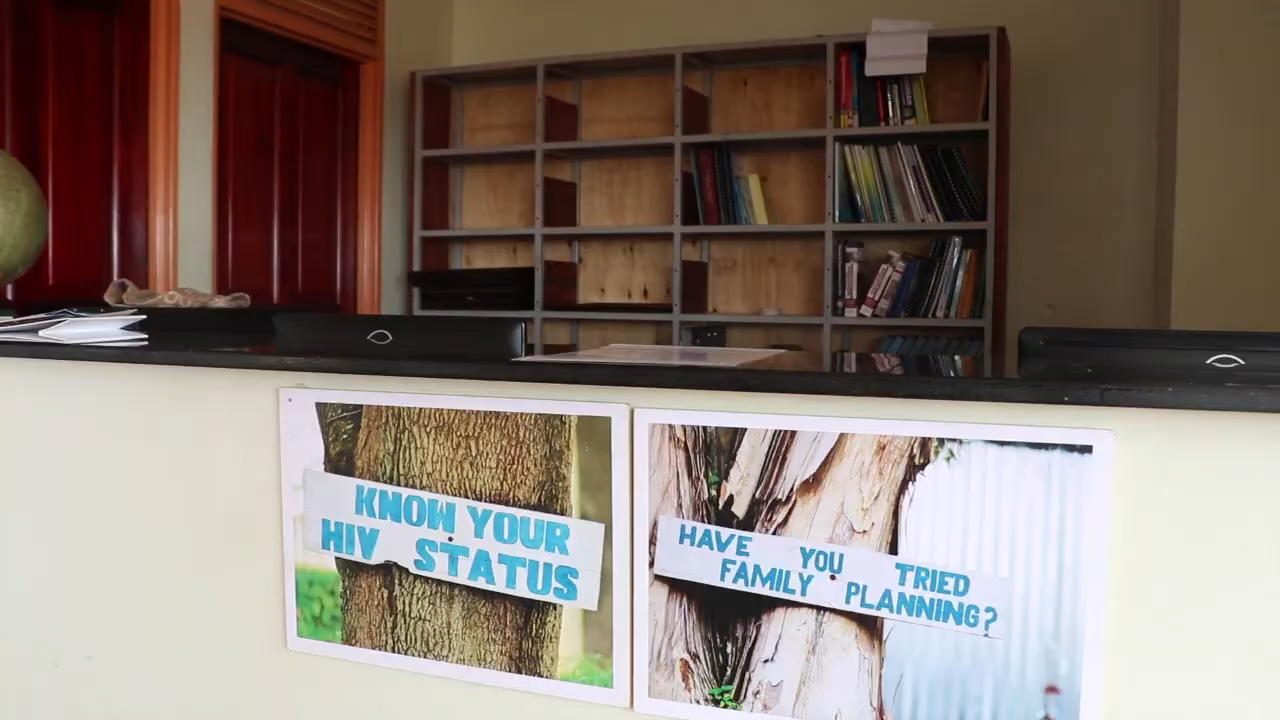 KNOW YOUR
HIV STATUS
HAVE YOU TRIED
FAMILY PLANNING?